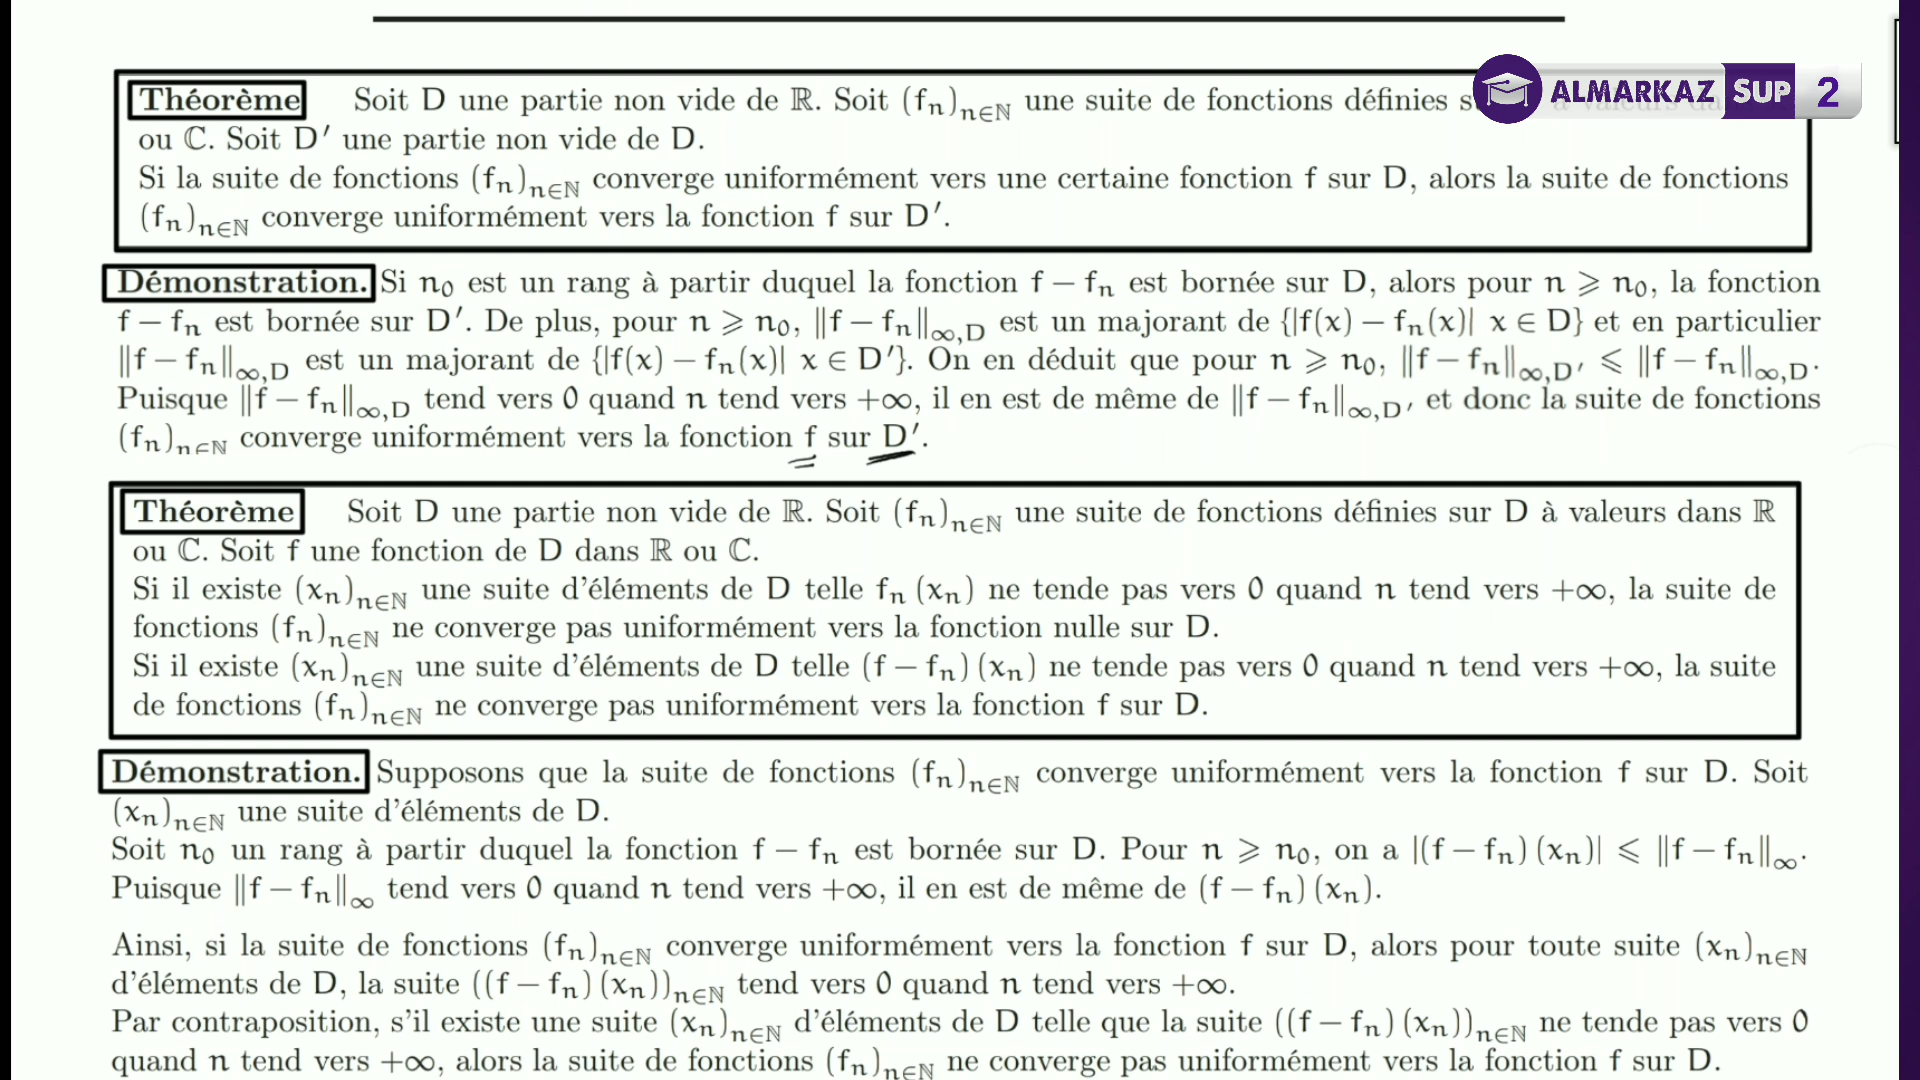 Théorème Soit D une partie non vide de ℝ. Soit (fₙ)ₙ∈ℕ une suite de fonctions définies
ALMARKAZ SUP 2
ou ℂ. Soit D′ une partie non vide de D.
Si la suite de fonctions (fₙ)ₙ∈ℕ converge uniformément vers une certaine fonction f sur D, alors la suite de fonctions
(fₙ)ₙ∈ℕ converge uniformément vers la fonction f sur D′.
Démonstration. Si n₀ est un rang à partir duquel la fonction f − fₙ est bornée sur D, alors pour n ⩾ n₀, la fonction
f − fₙ est bornée sur D′. De plus, pour n ⩾ n₀, ‖f − fₙ‖∞,D est un majorant de {|f(x) − fₙ(x)| x ∈ D} et en particulier
‖f − fₙ‖∞,D est un majorant de {|f(x) − fₙ(x)| x ∈ D′}. On en déduit que pour n ⩾ n₀, ‖f − fₙ‖∞,D′ ⩽ ‖f − fₙ‖∞,D.
Puisque ‖f − fₙ‖∞,D tend vers 0 quand n tend vers +∞, il en est de même de ‖f − fₙ‖∞,D′ et donc la suite de fonctions
(fₙ)ₙ∈ℕ converge uniformément vers la fonction f sur D′.
Théorème Soit D une partie non vide de ℝ. Soit (fₙ)ₙ∈ℕ une suite de fonctions définies sur D à valeurs dans ℝ
ou ℂ. Soit f une fonction de D dans ℝ ou ℂ.
Si il existe (xₙ)ₙ∈ℕ une suite d'éléments de D telle fₙ (xₙ) ne tende pas vers 0 quand n tend vers +∞, la suite de
fonctions (fₙ)ₙ∈ℕ ne converge pas uniformément vers la fonction nulle sur D.
Si il existe (xₙ)ₙ∈ℕ une suite d'éléments de D telle (f − fₙ) (xₙ) ne tende pas vers 0 quand n tend vers +∞, la suite
de fonctions (fₙ)ₙ∈ℕ ne converge pas uniformément vers la fonction f sur D.
Démonstration. Supposons que la suite de fonctions (fₙ)ₙ∈ℕ converge uniformément vers la fonction f sur D. Soit
(xₙ)ₙ∈ℕ une suite d'éléments de D.
Soit n₀ un rang à partir duquel la fonction f − fₙ est bornée sur D. Pour n ⩾ n₀, on a |(f − fₙ) (xₙ)| ⩽ ‖f − fₙ‖∞.
Puisque ‖f − fₙ‖∞ tend vers 0 quand n tend vers +∞, il en est de même de (f − fₙ) (xₙ).
Ainsi, si la suite de fonctions (fₙ)ₙ∈ℕ converge uniformément vers la fonction f sur D, alors pour toute suite (xₙ)ₙ∈ℕ
d'éléments de D, la suite ((f − fₙ) (xₙ))ₙ∈ℕ tend vers 0 quand n tend vers +∞.
Par contraposition, s'il existe une suite (xₙ)ₙ∈ℕ d'éléments de D telle que la suite ((f − fₙ) (xₙ))ₙ∈ℕ ne tende pas vers 0
quand n tend vers +∞, alors la suite de fonctions (fₙ)ₙ∈ℕ ne converge pas uniformément vers la fonction f sur D.